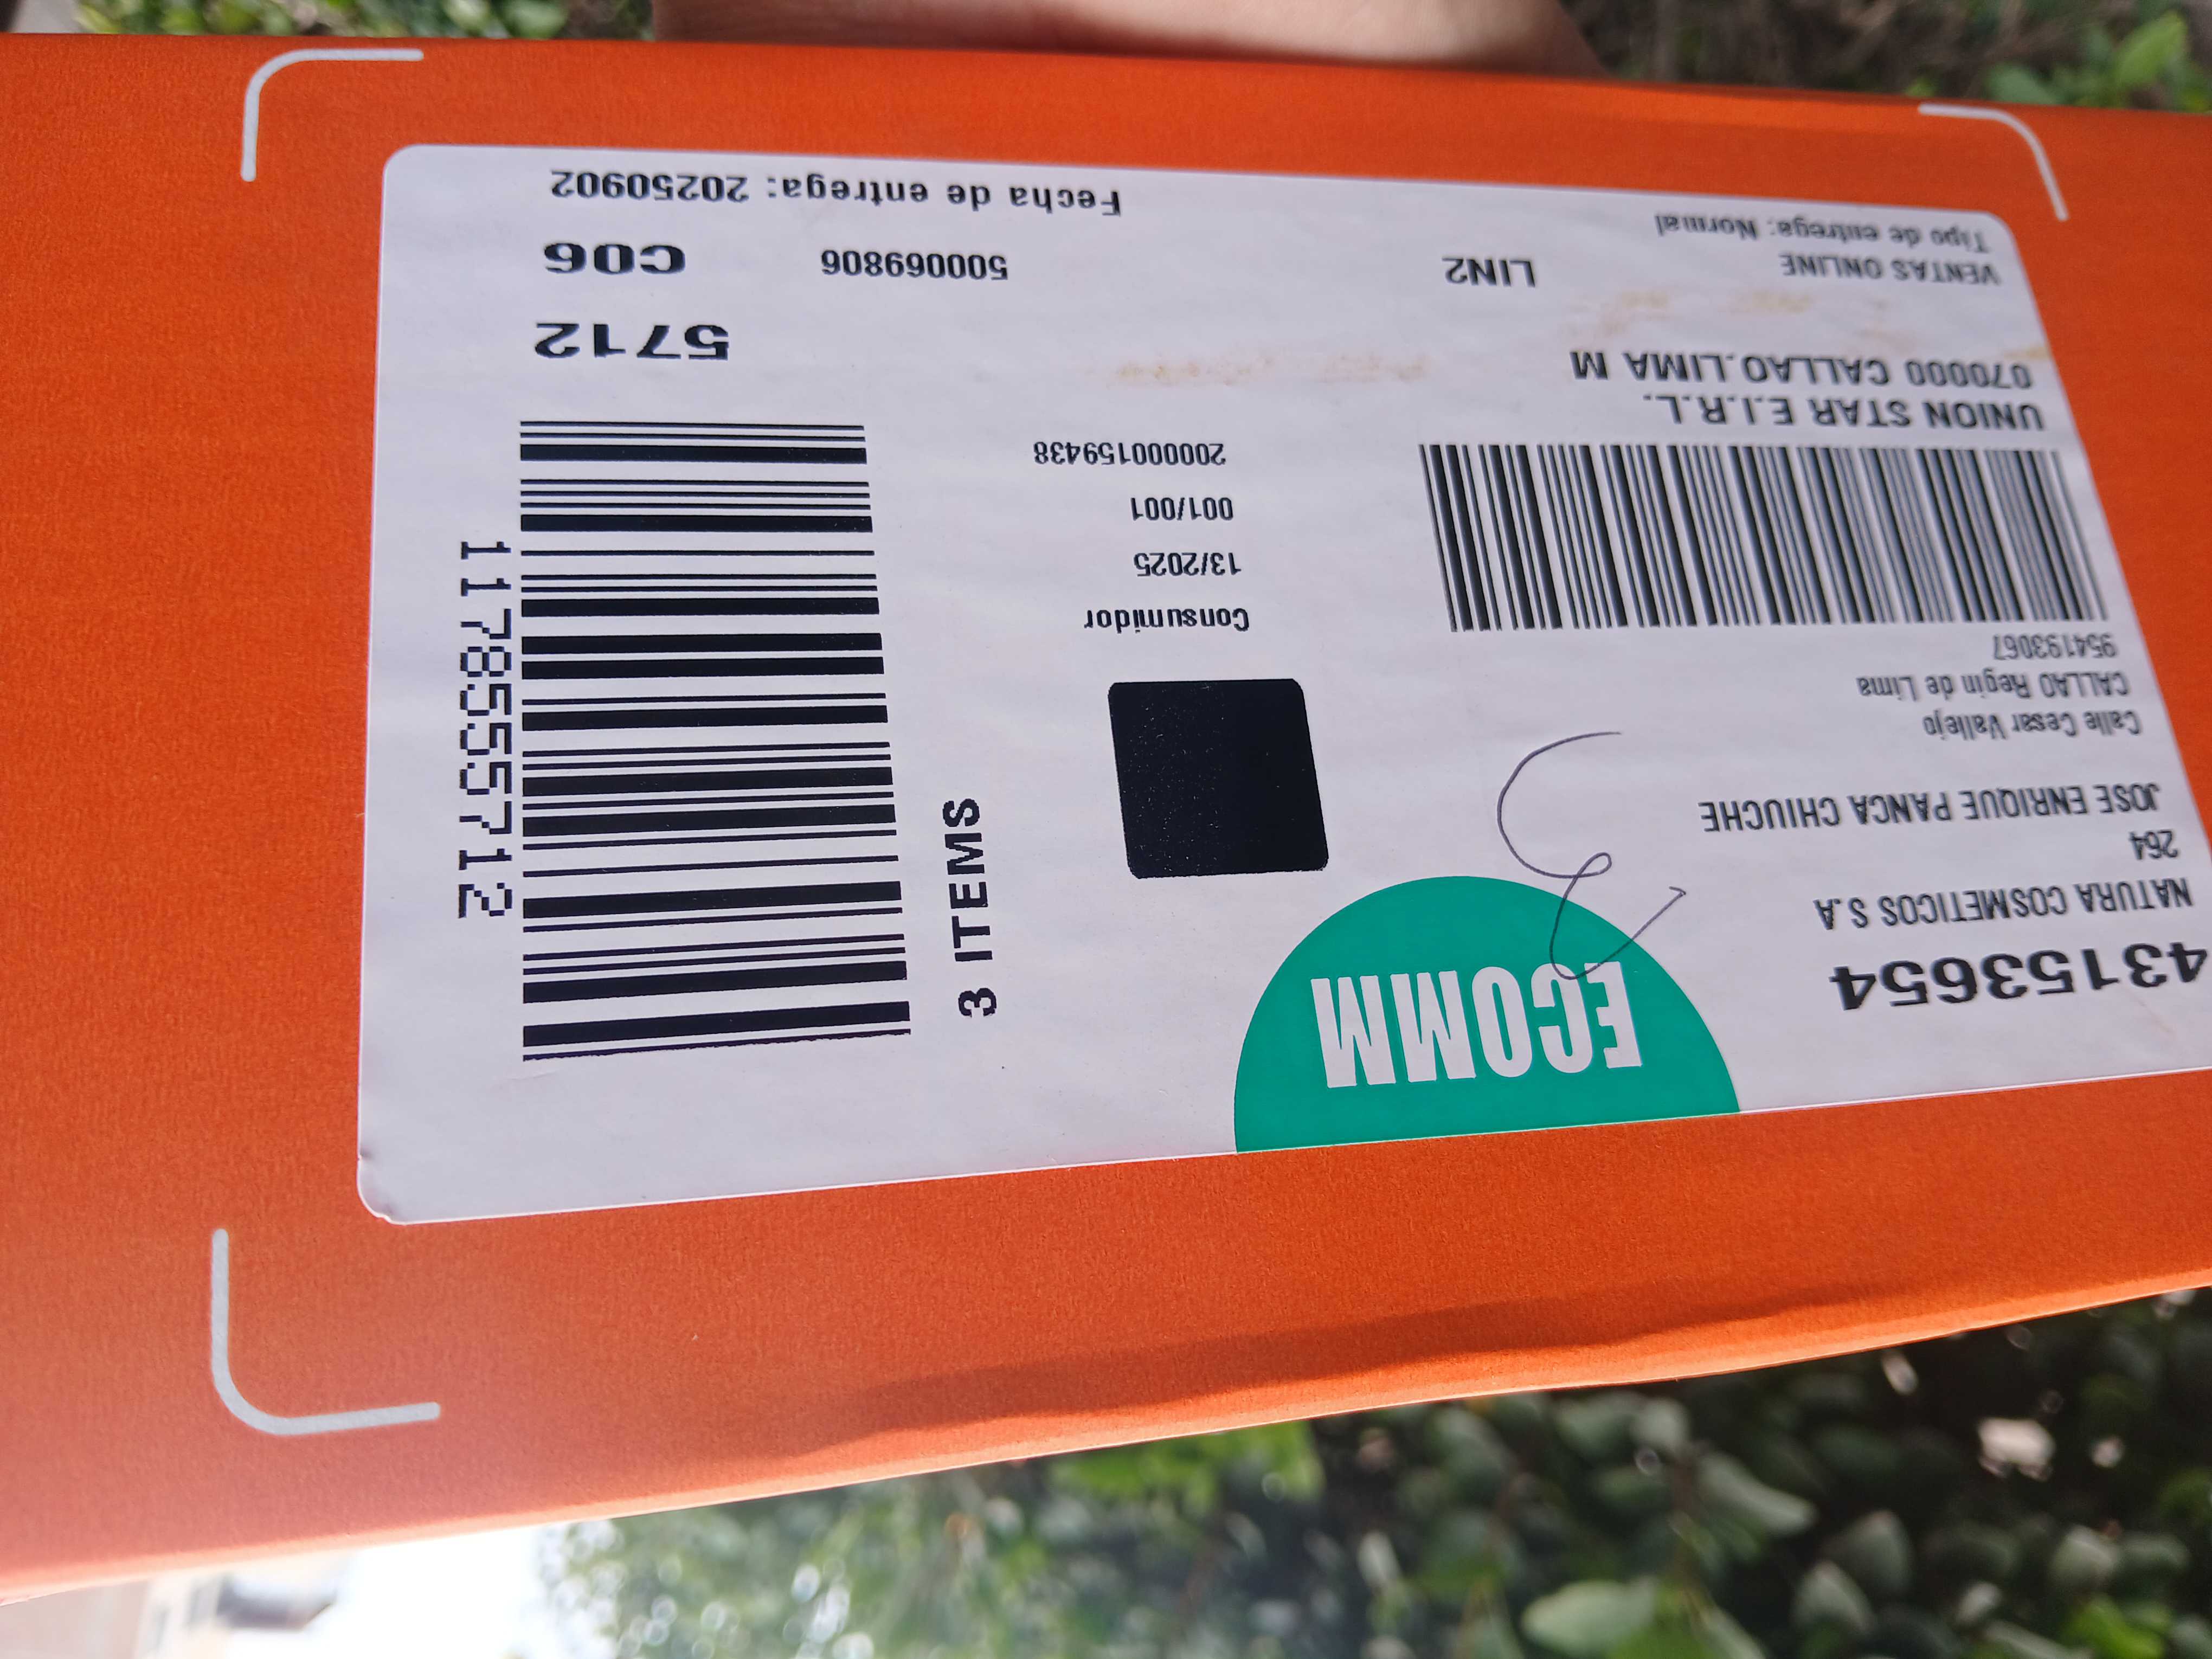 43153654
NATURA COSMETICOS S.A
264
JOSE ENRIQUE PANCA CHIUCHE
Calle Cesar Vallejo
CALLAO Regin de Lima
954193067
UNION STAR E.I.R.L.
070000 CALLAO.LIMA M
VENTAS ONLINE
LIN2
Tipo de entrega: Normal
ECOMM
Consumidor
13/2025
001/001
200000159438
3 ITEMS
1178555712
5712
500069806
C06
Fecha de entrega: 20250902